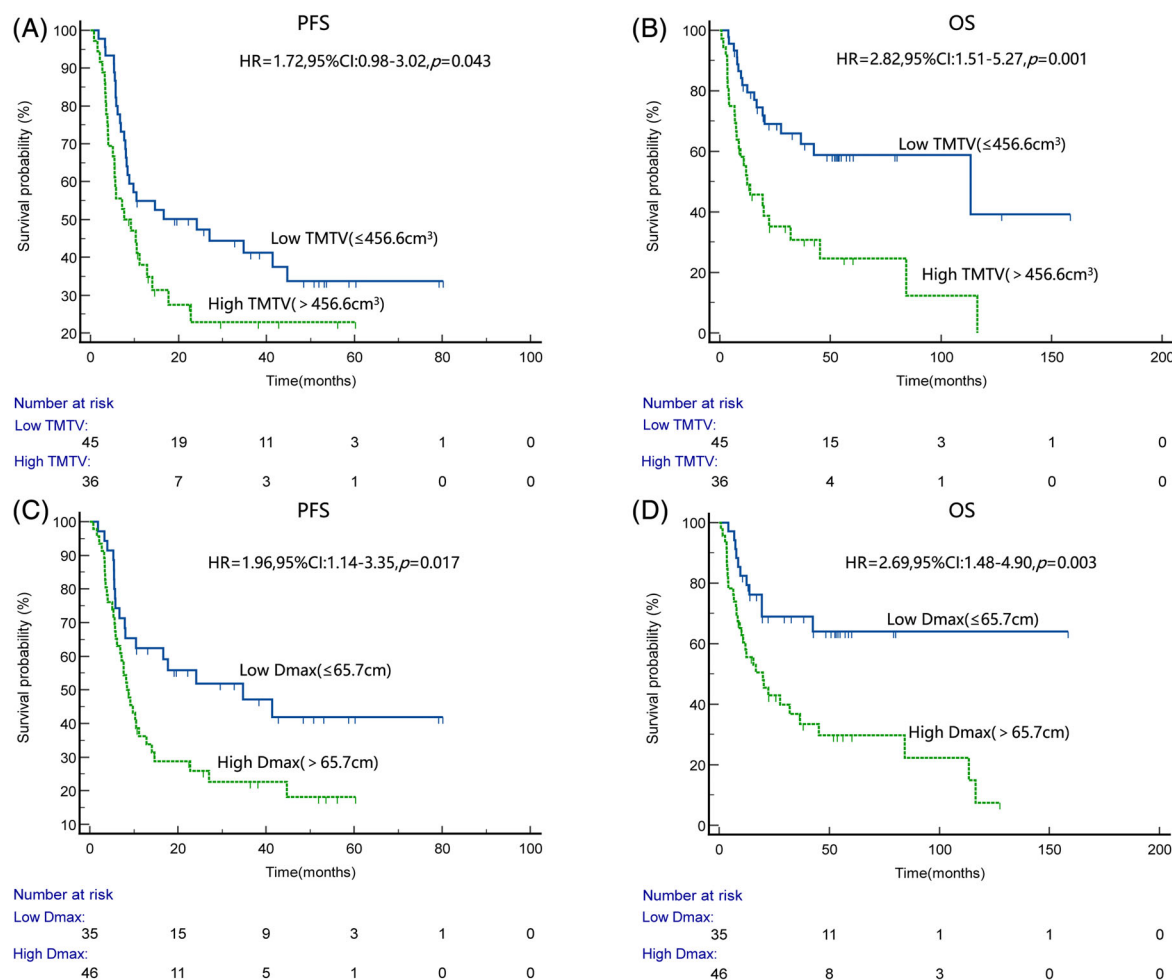 (A) PFS
HR=1.72,95%CI:0.98-3.02,p=0.043
Survival probability (%)
100
90
80
70
60
50
40
30
20
Low TMTV(≤456.6cm³)
High TMTV(> 456.6cm³)
0 20 40 60 80 100
Time(months)
Number at risk
Low TMTV:
45 19 11 3 1 0
High TMTV:
36 7 3 1 0 0
(B) OS
HR=2.82,95%CI:1.51-5.27,p=0.001
Survival probability (%)
100
80
60
40
20
0
Low TMTV(≤456.6cm³)
High TMTV(> 456.6cm³)
0 50 100 150 200
Time(months)
Number at risk
Low TMTV:
45 15 3 1 0
High TMTV:
36 4 1 0 0
(C) PFS
HR=1.96,95%CI:1.14-3.35,p=0.017
Survival probability (%)
100
90
80
70
60
50
40
30
20
10
Low Dmax(≤65.7cm)
High Dmax(> 65.7cm)
0 20 40 60 80 100
Time(months)
Number at risk
Low Dmax:
35 15 9 3 1 0
High Dmax:
46 11 5 1 0 0
(D) OS
HR=2.69,95%CI:1.48-4.90,p=0.003
Survival probability (%)
100
80
60
40
20
0
Low Dmax(≤65.7cm)
High Dmax(> 65.7cm)
0 50 100 150 200
Time(months)
Number at risk
Low Dmax:
35 11 1 1 0
High Dmax:
46 8 3 0 0